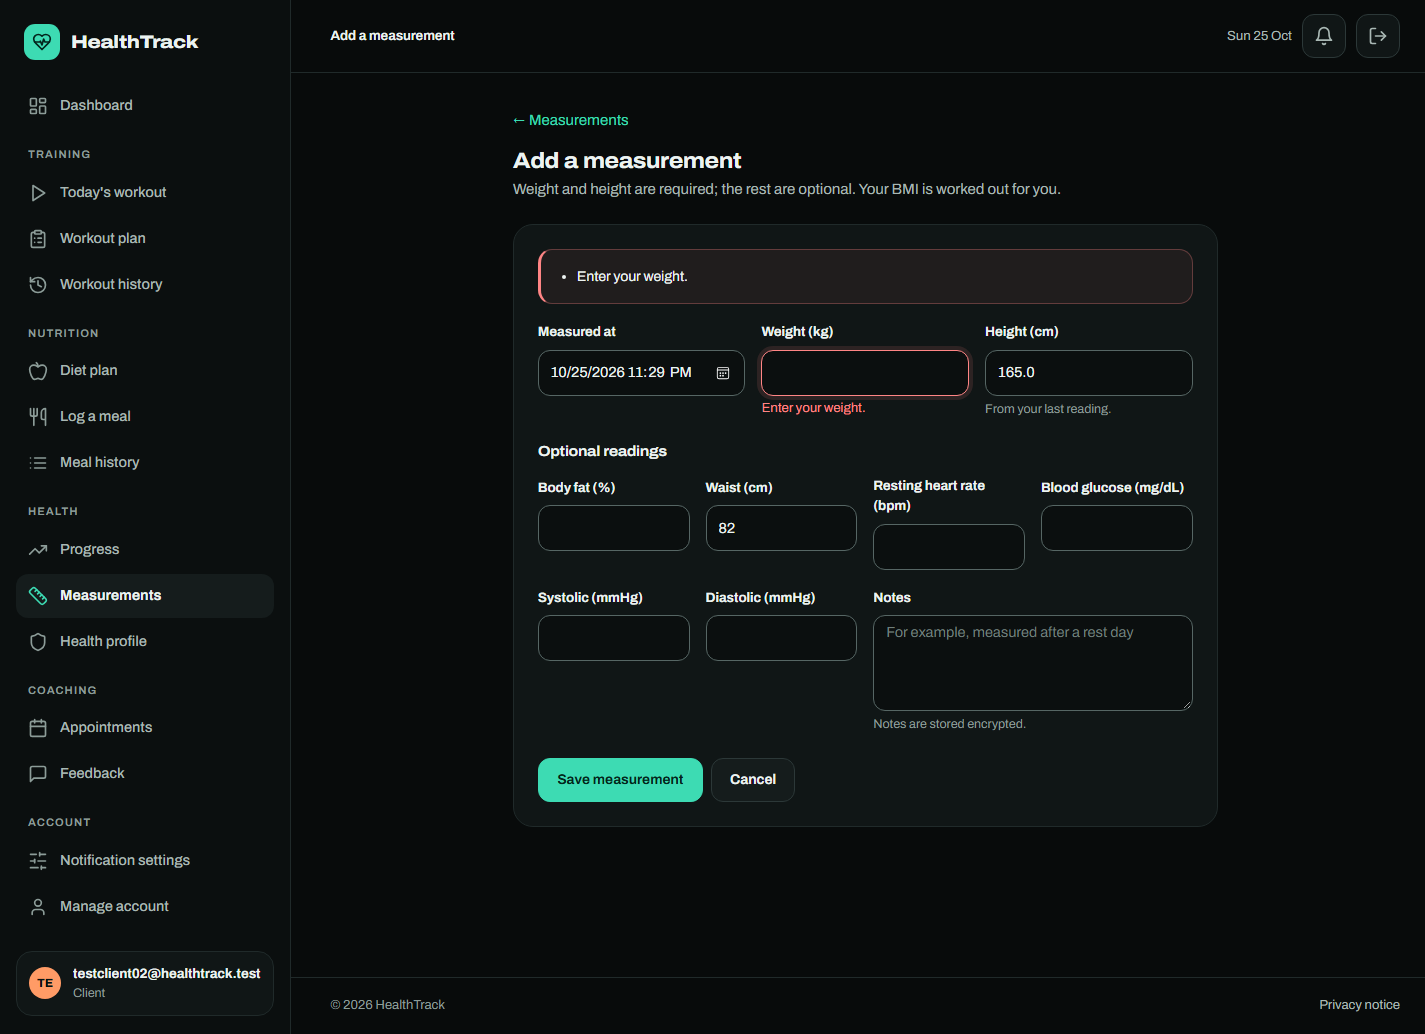 HealthTrack
Dashboard
TRAINING
Today's workout
Workout plan
Workout history
NUTRITION
Diet plan
Log a meal
Meal history
HEALTH
Progress
Measurements
Health profile
COACHING
Appointments
Feedback
ACCOUNT
Notification settings
Manage account
TE
testclient02@healthtrack.test
Client
Add a measurement
Sun 25 Oct
← Measurements
Add a measurement
Weight and height are required; the rest are optional. Your BMI is worked out for you.
• Enter your weight.
Measured at
10/25/2026 11:29 PM
Weight (kg)
Enter your weight.
Height (cm)
165.0
From your last reading.
Optional readings
Body fat (%)
Waist (cm)
82
Resting heart rate
(bpm)
Blood glucose (mg/dL)
Systolic (mmHg)
Diastolic (mmHg)
Notes
For example, measured after a rest day
Notes are stored encrypted.
Save measurement
Cancel
© 2026 HealthTrack
Privacy notice